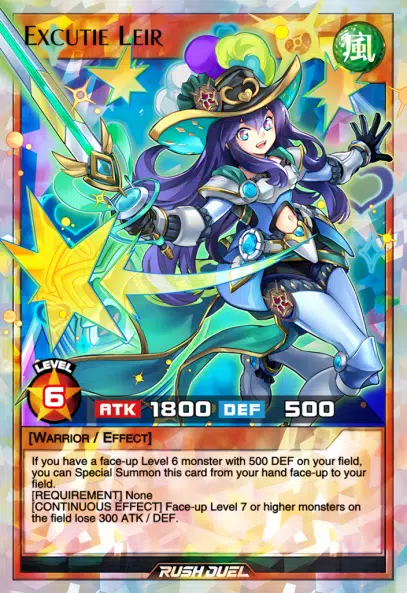 Excutie Leir
風
LEVEL
6
ATK 1800 DEF 500
[Warrior / Effect]
If you have a face-up Level 6 monster with 500 DEF on your field,
you can Special Summon this card from your hand face-up to your
field.
[REQUIREMENT] None
[CONTINUOUS EFFECT] Face-up Level 7 or higher monsters on
the field lose 300 ATK / DEF.
RUSH DUEL